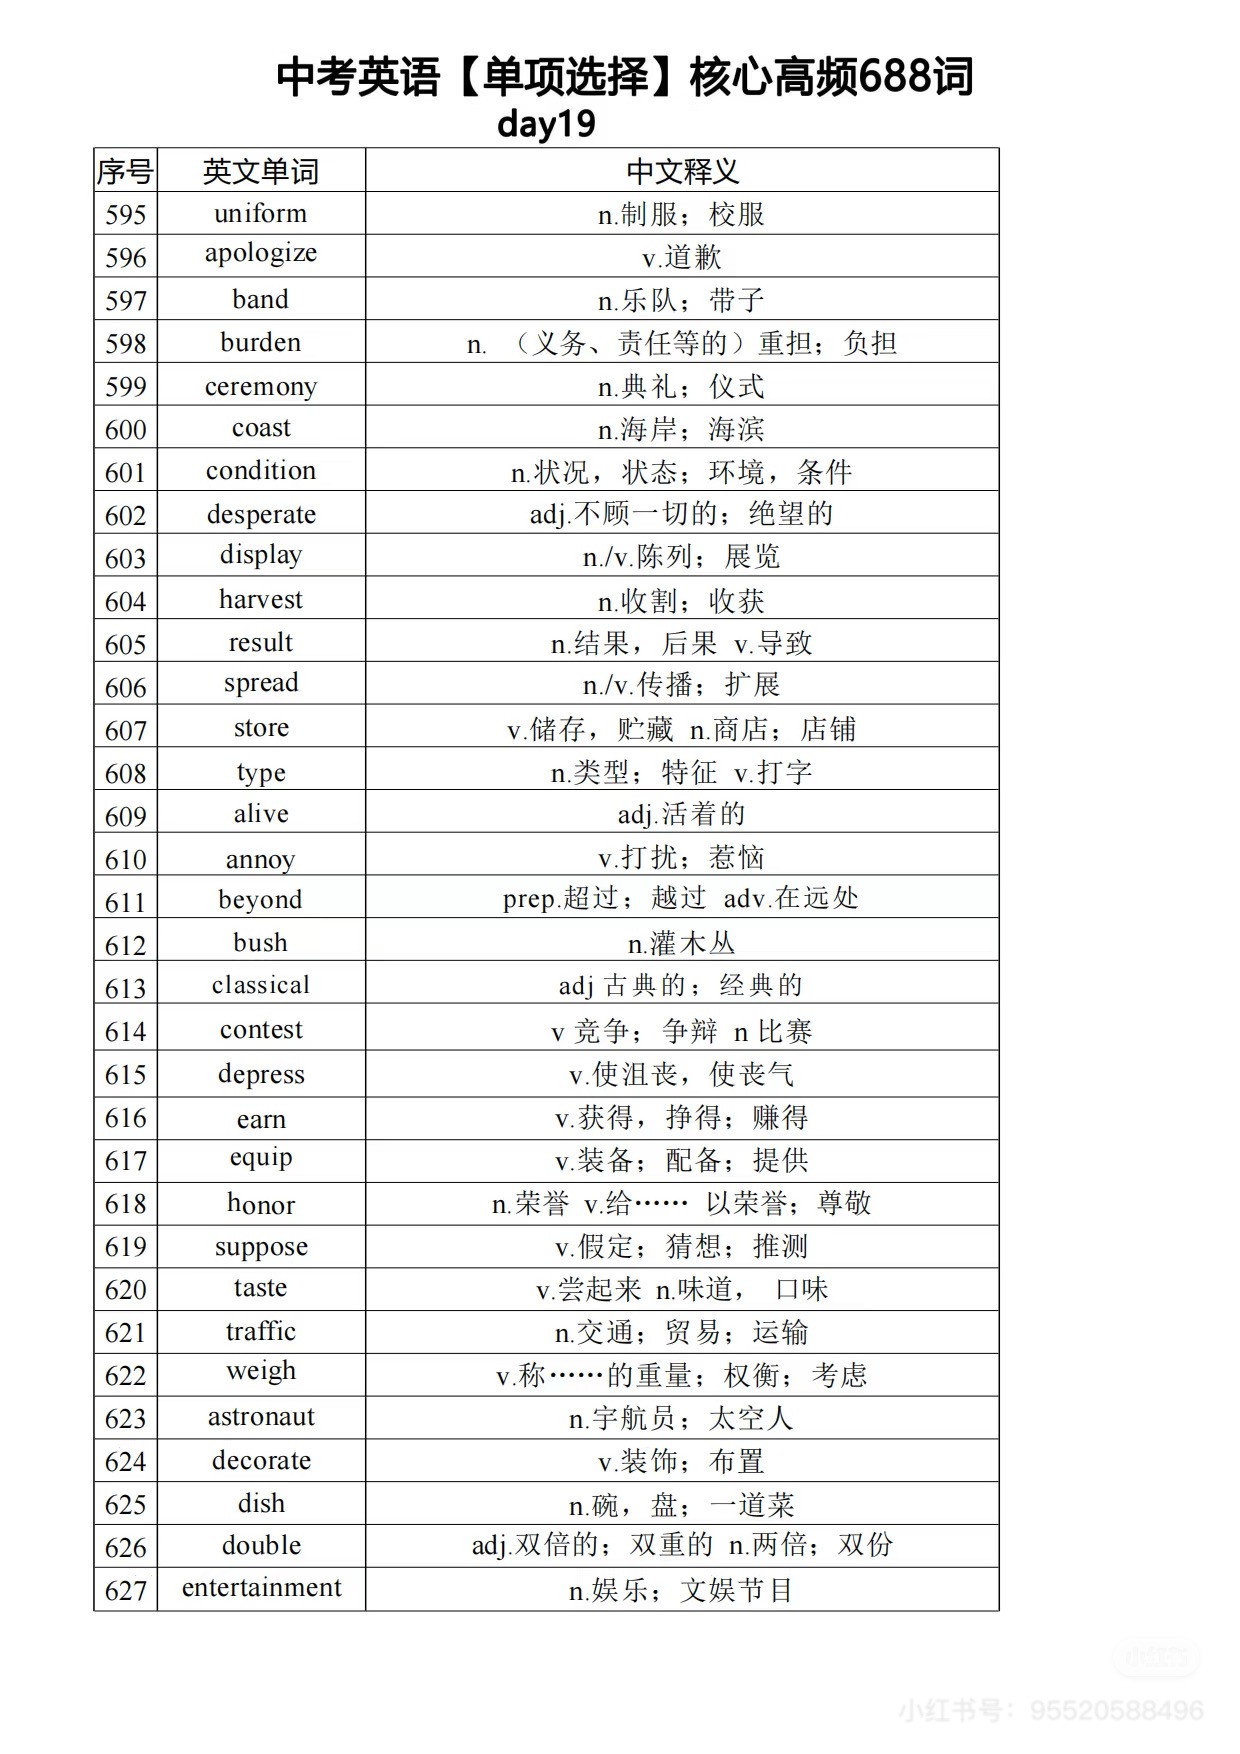 中考英语【单项选择】核心高频688词
day19
序号 英文单词 中文释义
595 uniform n.制服；校服
596 apologize v.道歉
597 band n.乐队；带子
598 burden n. （义务、责任等的）重担；负担
599 ceremony n.典礼；仪式
600 coast n.海岸；海滨
601 condition n.状况，状态；环境，条件
602 desperate adj.不顾一切的；绝望的
603 display n./v.陈列；展览
604 harvest n.收割；收获
605 result n.结果，后果 v.导致
606 spread n./v.传播；扩展
607 store v.储存，贮藏 n.商店；店铺
608 type n.类型；特征 v.打字
609 alive adj.活着的
610 annoy v.打扰；惹恼
611 beyond prep.超过；越过 adv.在远处
612 bush n.灌木丛
613 classical adj 古典的；经典的
614 contest v 竞争；争辩 n 比赛
615 depress v.使沮丧，使丧气
616 earn v.获得，挣得；赚得
617 equip v.装备；配备；提供
618 honor n.荣誉 v.给…… 以荣誉；尊敬
619 suppose v.假定；猜想；推测
620 taste v.尝起来 n.味道， 口味
621 traffic n.交通；贸易；运输
622 weigh v.称……的重量；权衡；考虑
623 astronaut n.宇航员；太空人
624 decorate v.装饰；布置
625 dish n.碗，盘；一道菜
626 double adj.双倍的；双重的 n.两倍；双份
627 entertainment n.娱乐；文娱节目
小红书
小红书号：95520588496